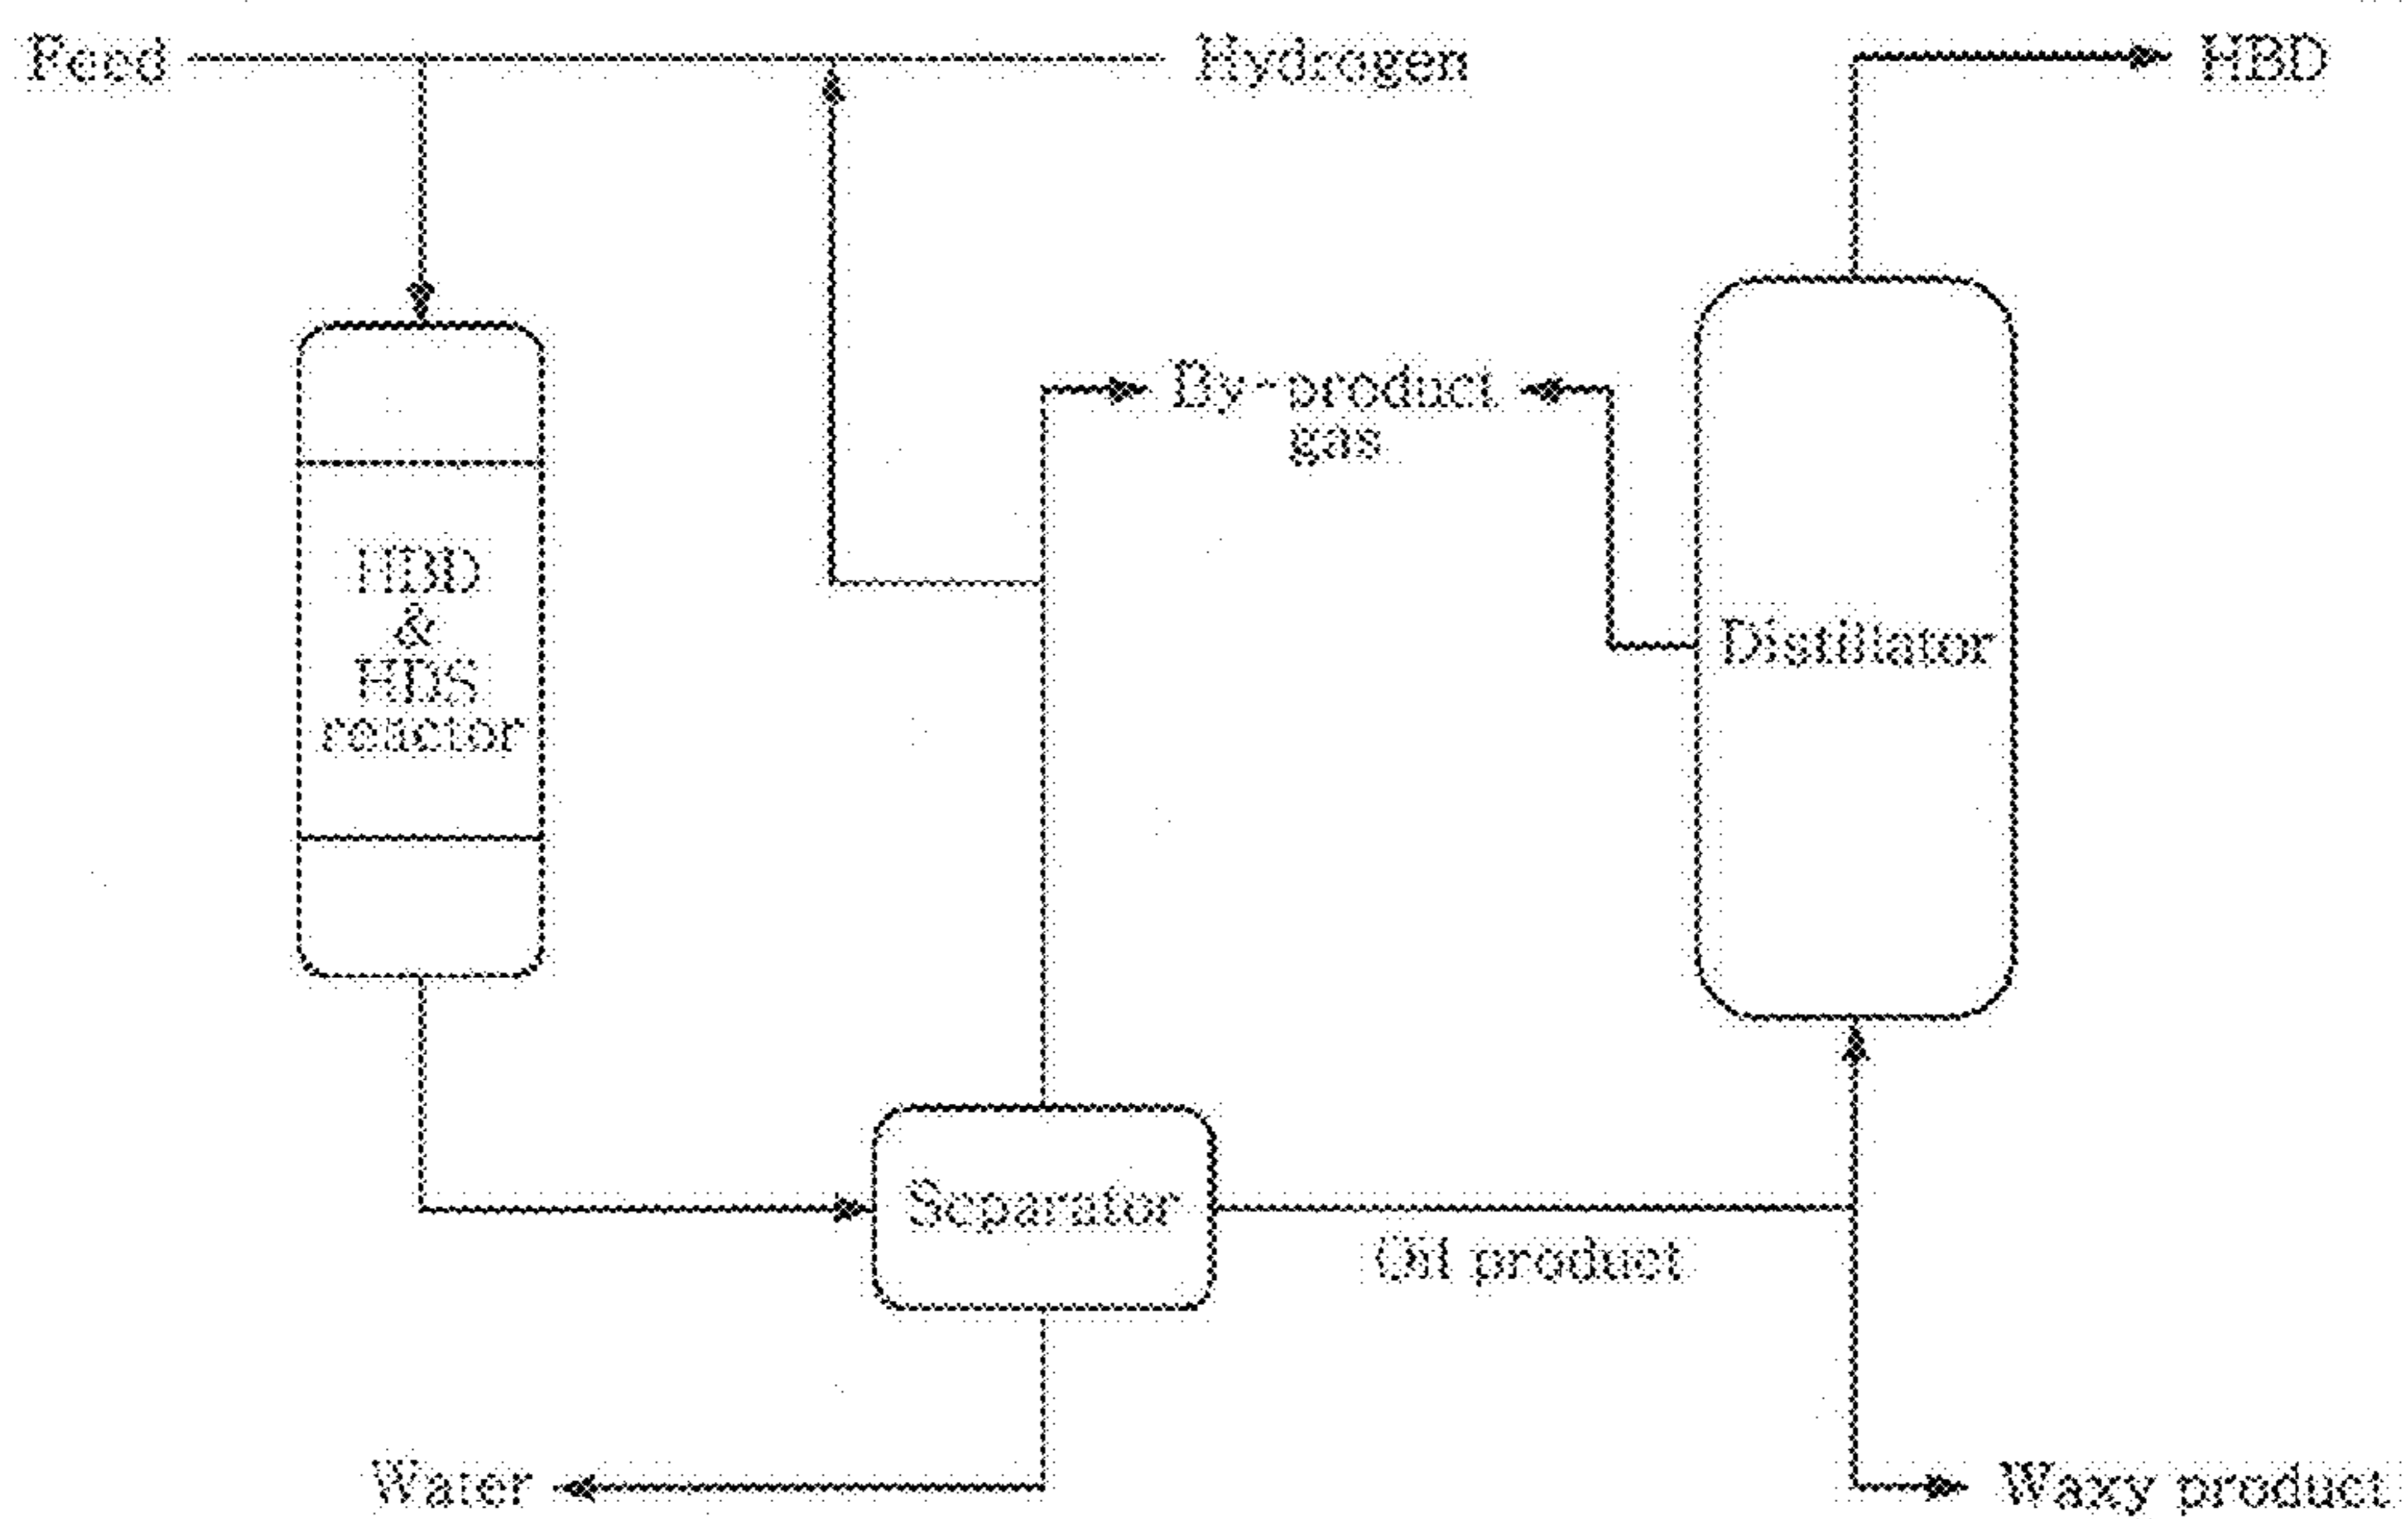 Feed
Hydrogen
HBD
By-product
gas
HBD
&
HDS
reactor
Distillator
Separator
Oil product
Water
Waxy product